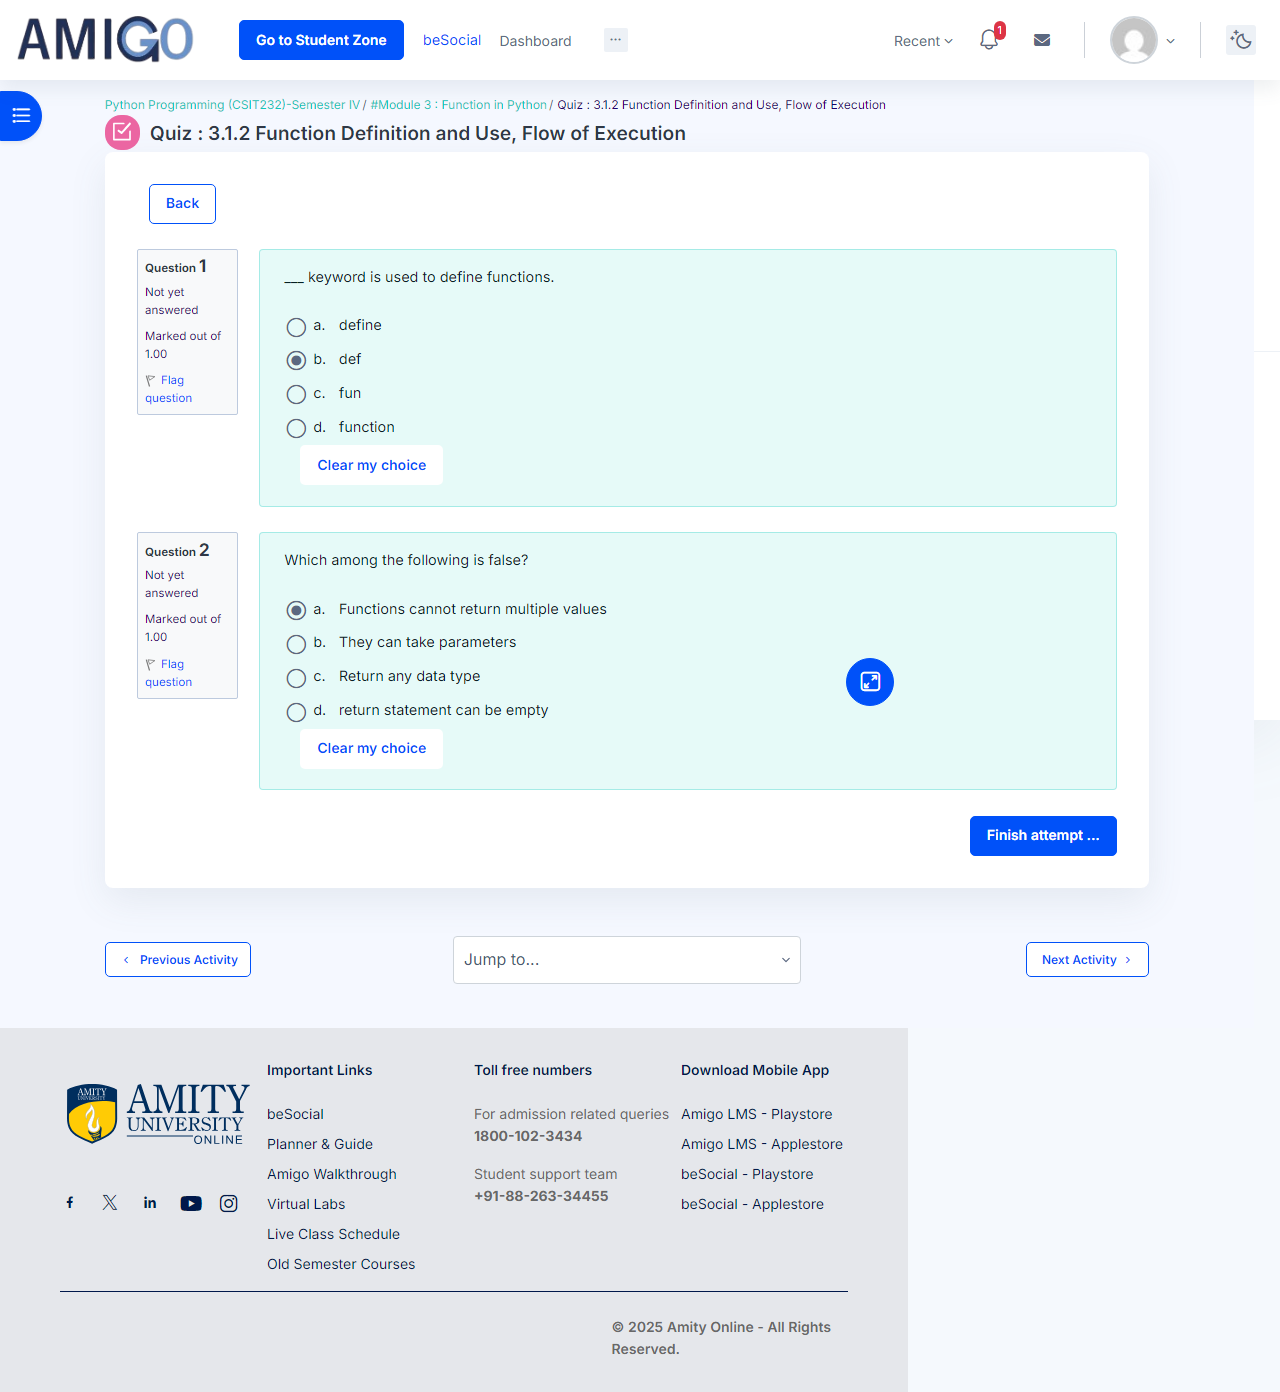 AMIGO
Go to Student Zone
beSocial
Dashboard
Recent
1
Python Programming (CSIT232)-Semester IV / #Module 3 : Function in Python / Quiz : 3.1.2 Function Definition and Use, Flow of Execution
Quiz : 3.1.2 Function Definition and Use, Flow of Execution
Back
Question 1
Not yet
answered
Marked out of
1.00
Flag
question
___ keyword is used to define functions.
a. define
b. def
c. fun
d. function
Clear my choice
Question 2
Not yet
answered
Marked out of
1.00
Flag
question
Which among the following is false?
a. Functions cannot return multiple values
b. They can take parameters
c. Return any data type
d. return statement can be empty
Clear my choice
Finish attempt ...
Previous Activity
Jump to...
Next Activity
AMITY
UNIVERSITY
AMITY
UNIVERSITY
ONLINE
Important Links
beSocial
Planner & Guide
Amigo Walkthrough
Virtual Labs
Live Class Schedule
Old Semester Courses
Toll free numbers
For admission related queries
1800-102-3434
Student support team
+91-88-263-34455
Download Mobile App
Amigo LMS - Playstore
Amigo LMS - Applestore
beSocial - Playstore
beSocial - Applestore
© 2025 Amity Online - All Rights
Reserved.